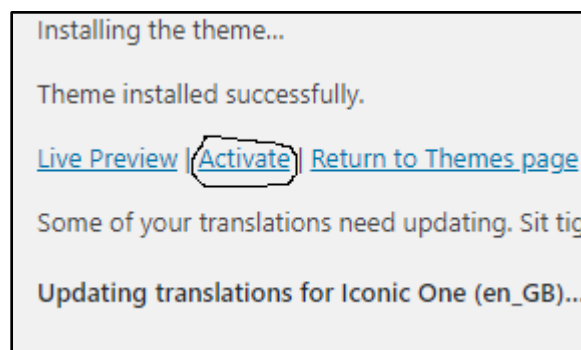 Installing the theme...
Theme installed successfully.
Live Preview | Activate | Return to Themes page
Some of your translations need updating. Sit
Updating translations for Iconic One (en_GB)...